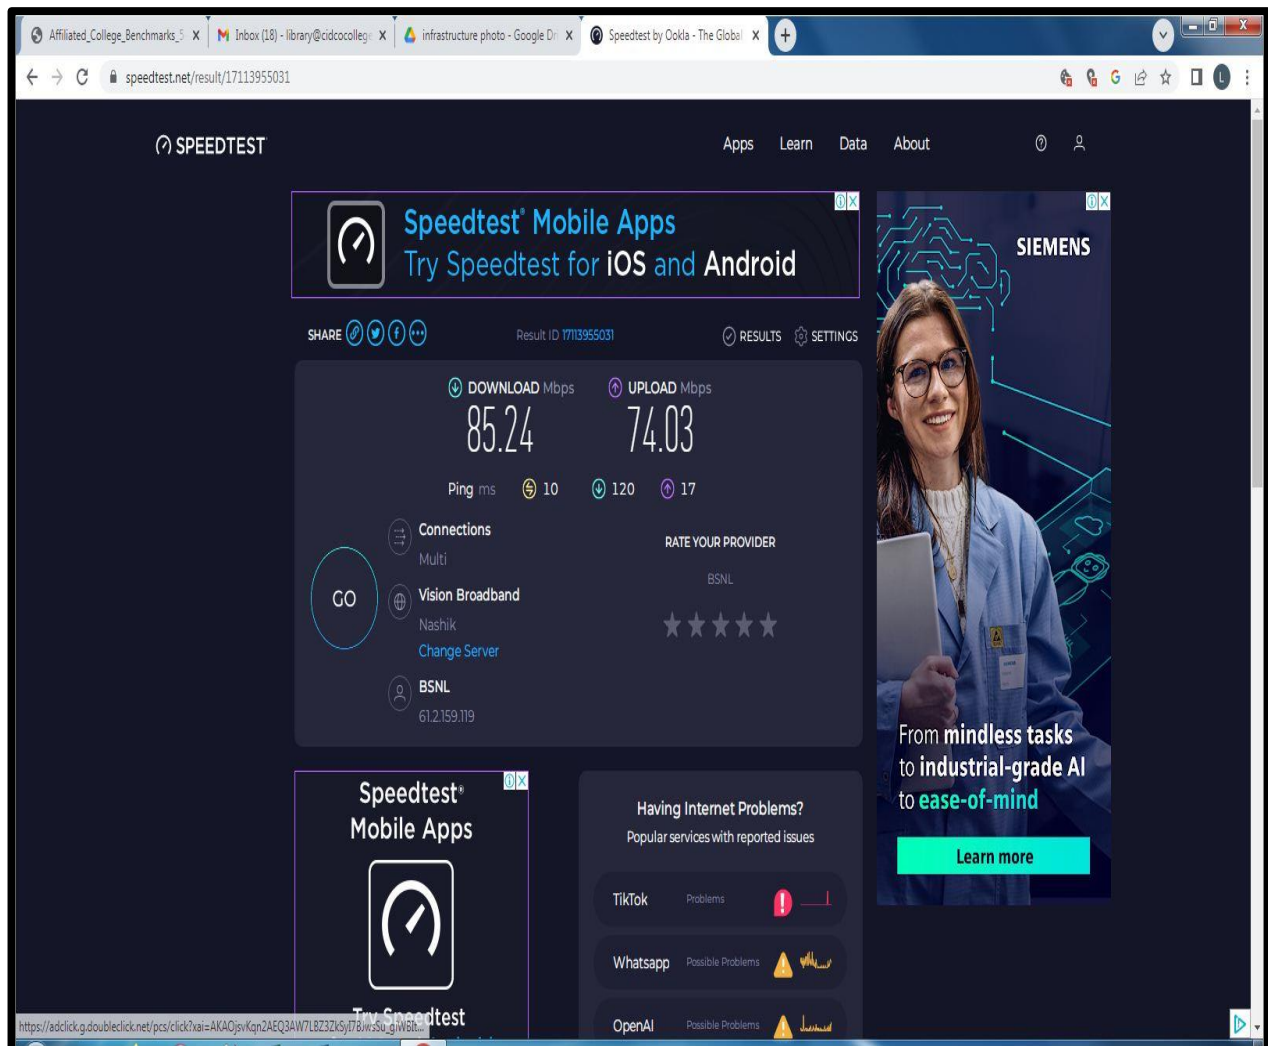 Affiliated_College_Benchmarks_5
Inbox (18) - library@cidcocollege
infrastructure photo - Google Dri
Speedtest by Ookla - The Global
speedtest.net/result/17113955031
SPEEDTEST
Apps Learn Data About
Speedtest® Mobile Apps
Try Speedtest for iOS and Android
SIEMENS
SHARE
Result ID 17113955031
RESULTS SETTINGS
DOWNLOAD Mbps
85.24
UPLOAD Mbps
74.03
Ping ms 10 120 17
GO
Connections
Multi
Vision Broadband
Nashik
Change Server
BSNL
61.2.159.119
RATE YOUR PROVIDER
BSNL
From mindless tasks
to industrial-grade AI
to ease-of-mind
Learn more
Speedtest®
Mobile Apps
Try Speedtest
Having Internet Problems?
Popular services with reported issues
TikTok Problems
Whatsapp Possible Problems
OpenAI Possible Problems